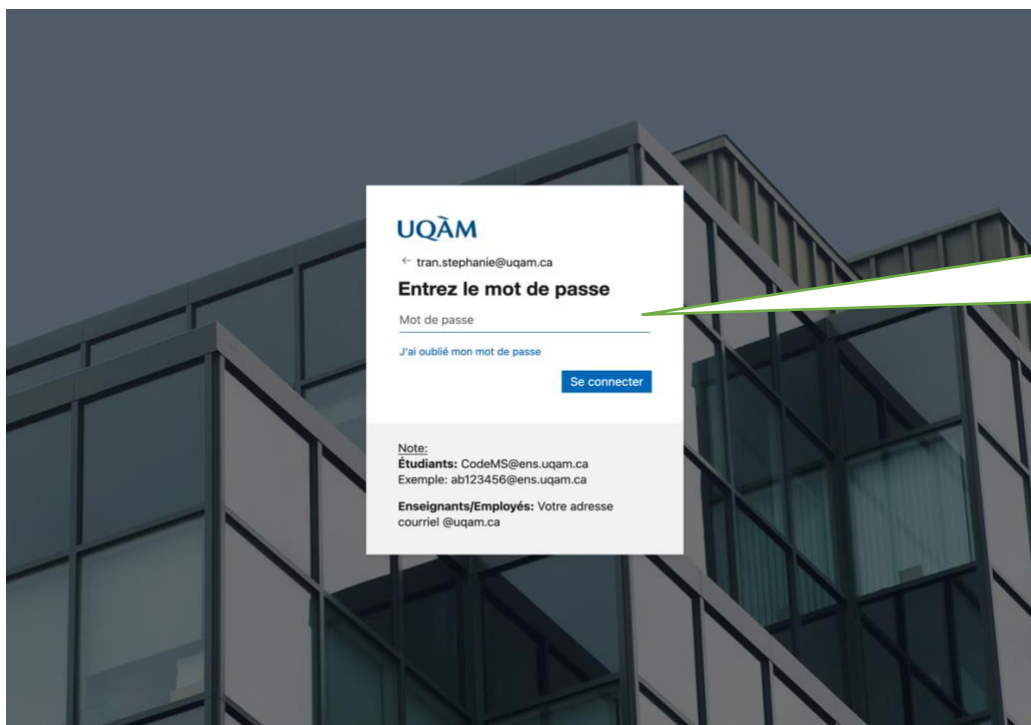 UQÀM
← tran.stephanie@uqam.ca
Entrez le mot de passe
Mot de passe
J'ai oublié mon mot de passe
Se connecter
Note:
Étudiants: CodeMS@ens.uqam.ca
Exemple: ab123456@ens.uqam.ca
Enseignants/Employés: Votre adresse
courriel @uqam.ca